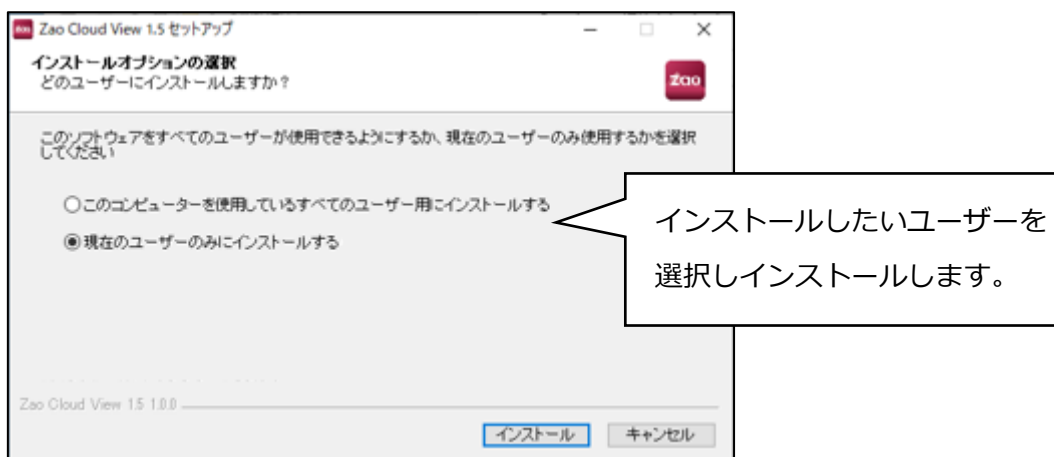 Zao Cloud View 1.5 セットアップ
インストールオプションの選択
どのユーザーにインストールしますか？
zao
このソフトウェアをすべてのユーザーが使用できるようにするか、現在のユーザーのみ使用するかを選択
してください
このコンピューターを使用しているすべてのユーザー用にインストールする
現在のユーザーのみにインストールする
インストールしたいユーザーを
選択しインストールします。
Zao Cloud View 1.5 1.0.0
インストール
キャンセル